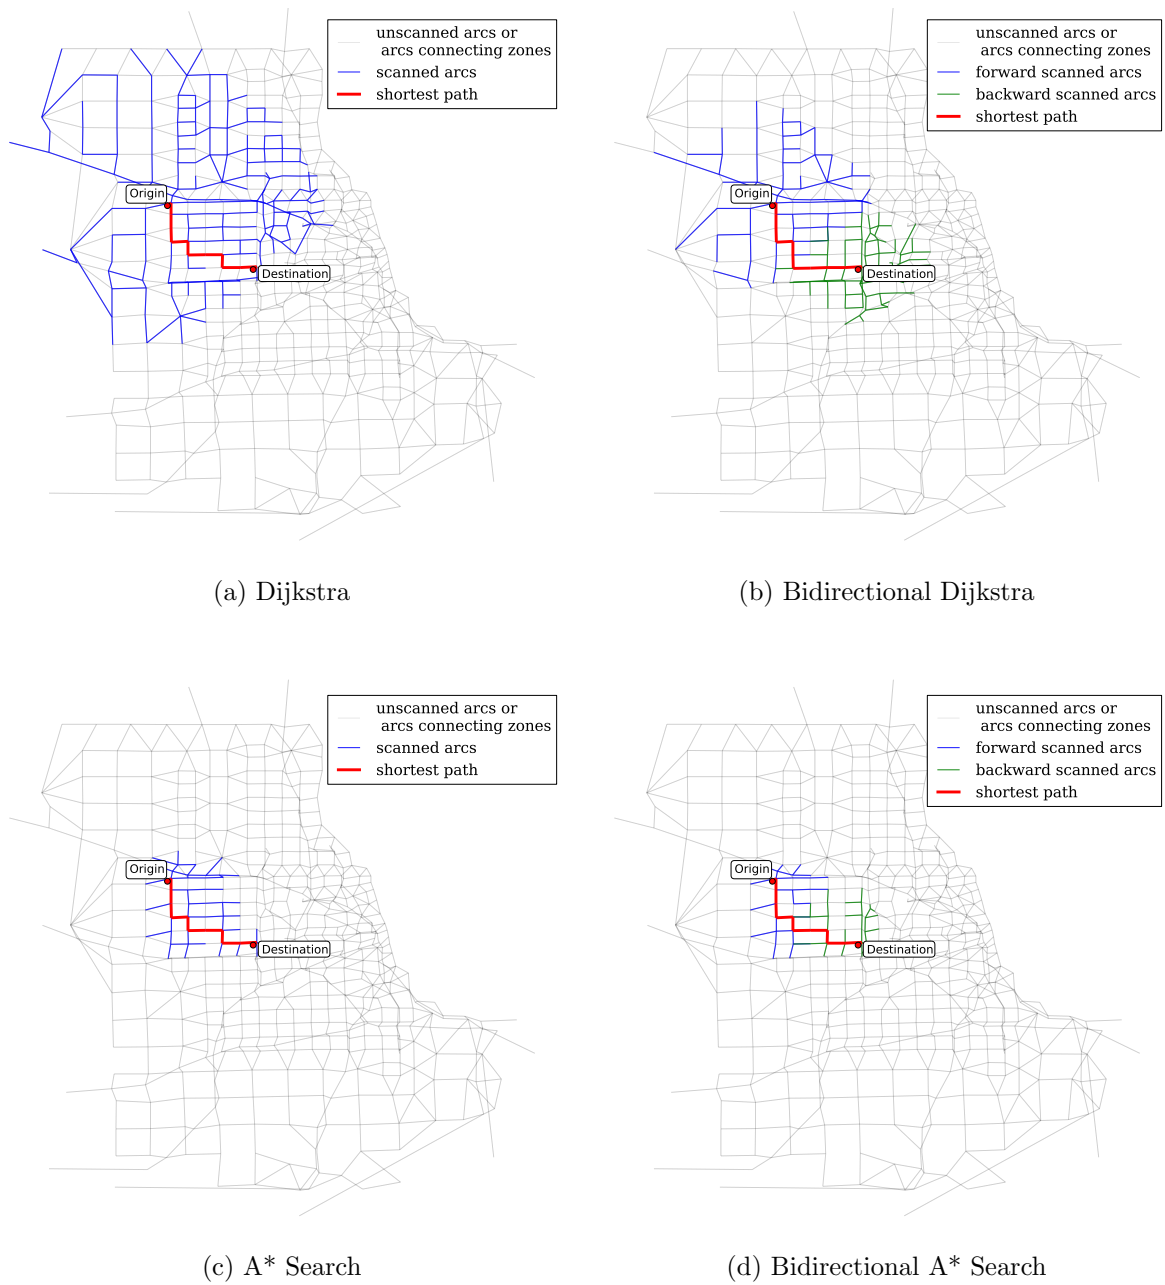 unscanned arcs or
arcs connecting zones
scanned arcs
shortest path
Origin
Destination
(a) Dijkstra
unscanned arcs or
arcs connecting zones
forward scanned arcs
backward scanned arcs
shortest path
Origin
Destination
(b) Bidirectional Dijkstra
unscanned arcs or
arcs connecting zones
scanned arcs
shortest path
Origin
Destination
(c) A* Search
unscanned arcs or
arcs connecting zones
forward scanned arcs
backward scanned arcs
shortest path
Origin
Destination
(d) Bidirectional A* Search